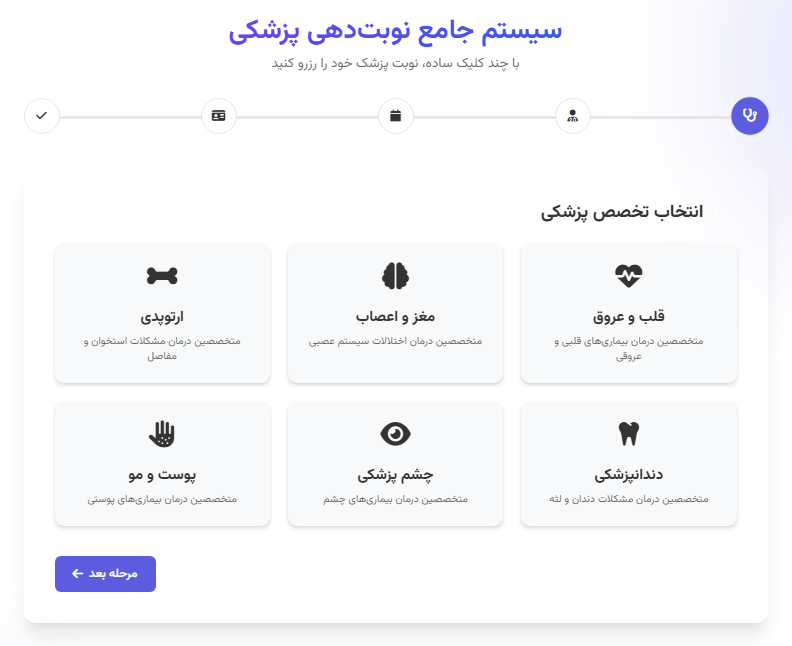 سیستم جامع نوبت‌دهی پزشکی
با چند کلیک ساده، نوبت پزشک خود را رزرو کنید
انتخاب تخصص پزشکی
قلب و عروق
متخصصین درمان بیماری‌های قلبی و
عروقی
مغز و اعصاب
متخصصین درمان اختلالات سیستم عصبی
ارتوپدی
متخصصین درمان مشکلات استخوان و
مفاصل
دندانپزشکی
متخصصین درمان مشکلات دندان و لثه
چشم پزشکی
متخصصین درمان بیماری‌های چشم
پوست و مو
متخصصین درمان بیماری‌های پوستی
مرحله بعد